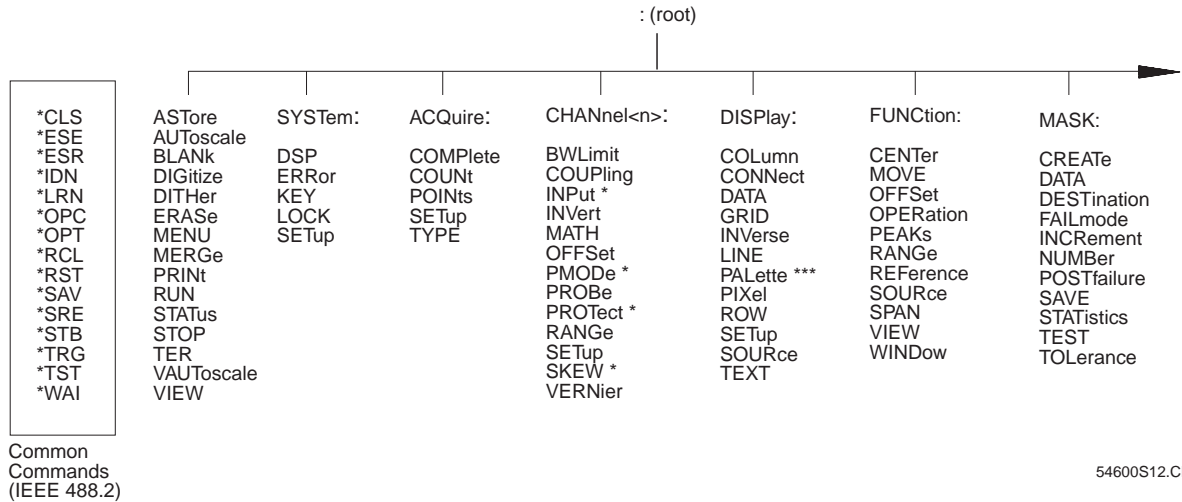 : (root)
*CLS
*ESE
*ESR
*IDN
*LRN
*OPC
*OPT
*RCL
*RST
*SAV
*SRE
*STB
*TRG
*TST
*WAI
Common
Commands
(IEEE 488.2)
ASTore
AUToscale
BLANk
DIGitize
DITHer
ERASe
MENU
MERGe
PRINt
RUN
STATus
STOP
TER
VAUToscale
VIEW
SYSTem:
DSP
ERRor
KEY
LOCK
SETup
ACQuire:
COMPlete
COUNt
POINts
SETup
TYPE
CHANnel<n>:
BWLimit
COUPling
INPut *
INVert
MATH
OFFSet
PMODe *
PROBe
PROTect *
RANGe
SETup
SKEW *
VERNier
DISPlay:
COLumn
CONNect
DATA
GRID
INVerse
LINE
PALette ***
PIXel
ROW
SETup
SOURce
TEXT
FUNCtion:
CENTer
MOVE
OFFSet
OPERation
PEAKs
RANGe
REFerence
SOURce
SPAN
VIEW
WINDow
MASK:
CREATe
DATA
DESTination
FAILmode
INCRement
NUMBer
POSTfailure
SAVE
STATistics
TEST
TOLerance
54600S12.C